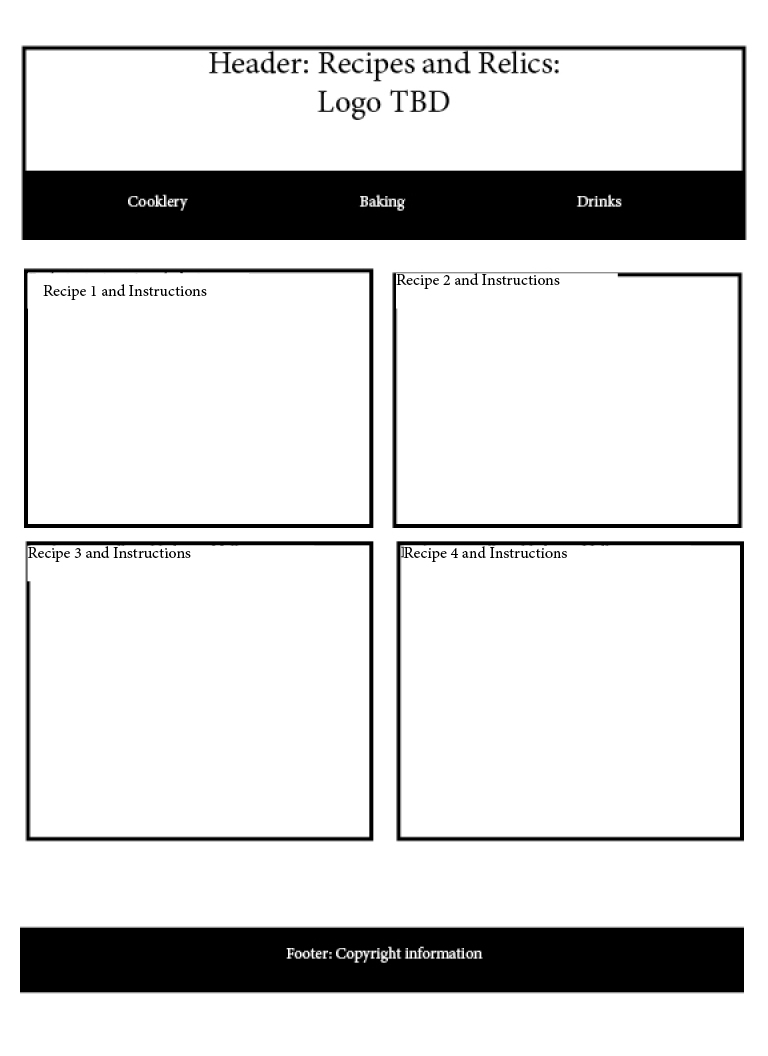 Header: Recipes and Relics:
Logo TBD
Cooklery
Baking
Drinks
Recipe 1 and Instructions
Recipe 2 and Instructions
Recipe 3 and Instructions
Recipe 4 and Instructions
Footer: Copyright information